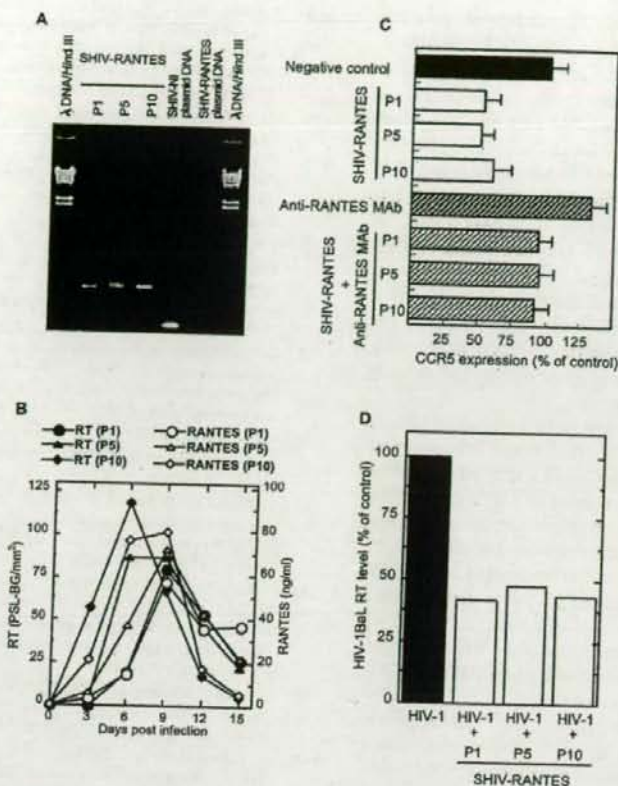 A
λ DNA/Hind III
SHIV-RANTES
P1
P5
P10
SHIV-NI
plasmid DNA
SHIV-RANTES
plasmid DNA
λ DNA/Hind III
B
RT (P1)
RT (P5)
RT (P10)
RANTES (P1)
RANTES (P5)
RANTES (P10)
125
100
75
50
25
0
RT (PSL-BG/mm²)
100
80
60
40
20
0
RANTES (ng/ml)
0 3 6 9 12 15
Days post infection
C
Negative control
SHIV-RANTES
P1
P5
P10
Anti-RANTES MAb
SHIV-RANTES
+
Anti-RANTES MAb
P1
P5
P10
25 50 75 100 125
CCR5 expression (% of control)
D
HIV-1BaL RT level (% of control)
100
75
50
25
0
HIV-1
HIV-1
+
P1
HIV-1
+
P5
HIV-1
+
P10
SHIV-RANTES